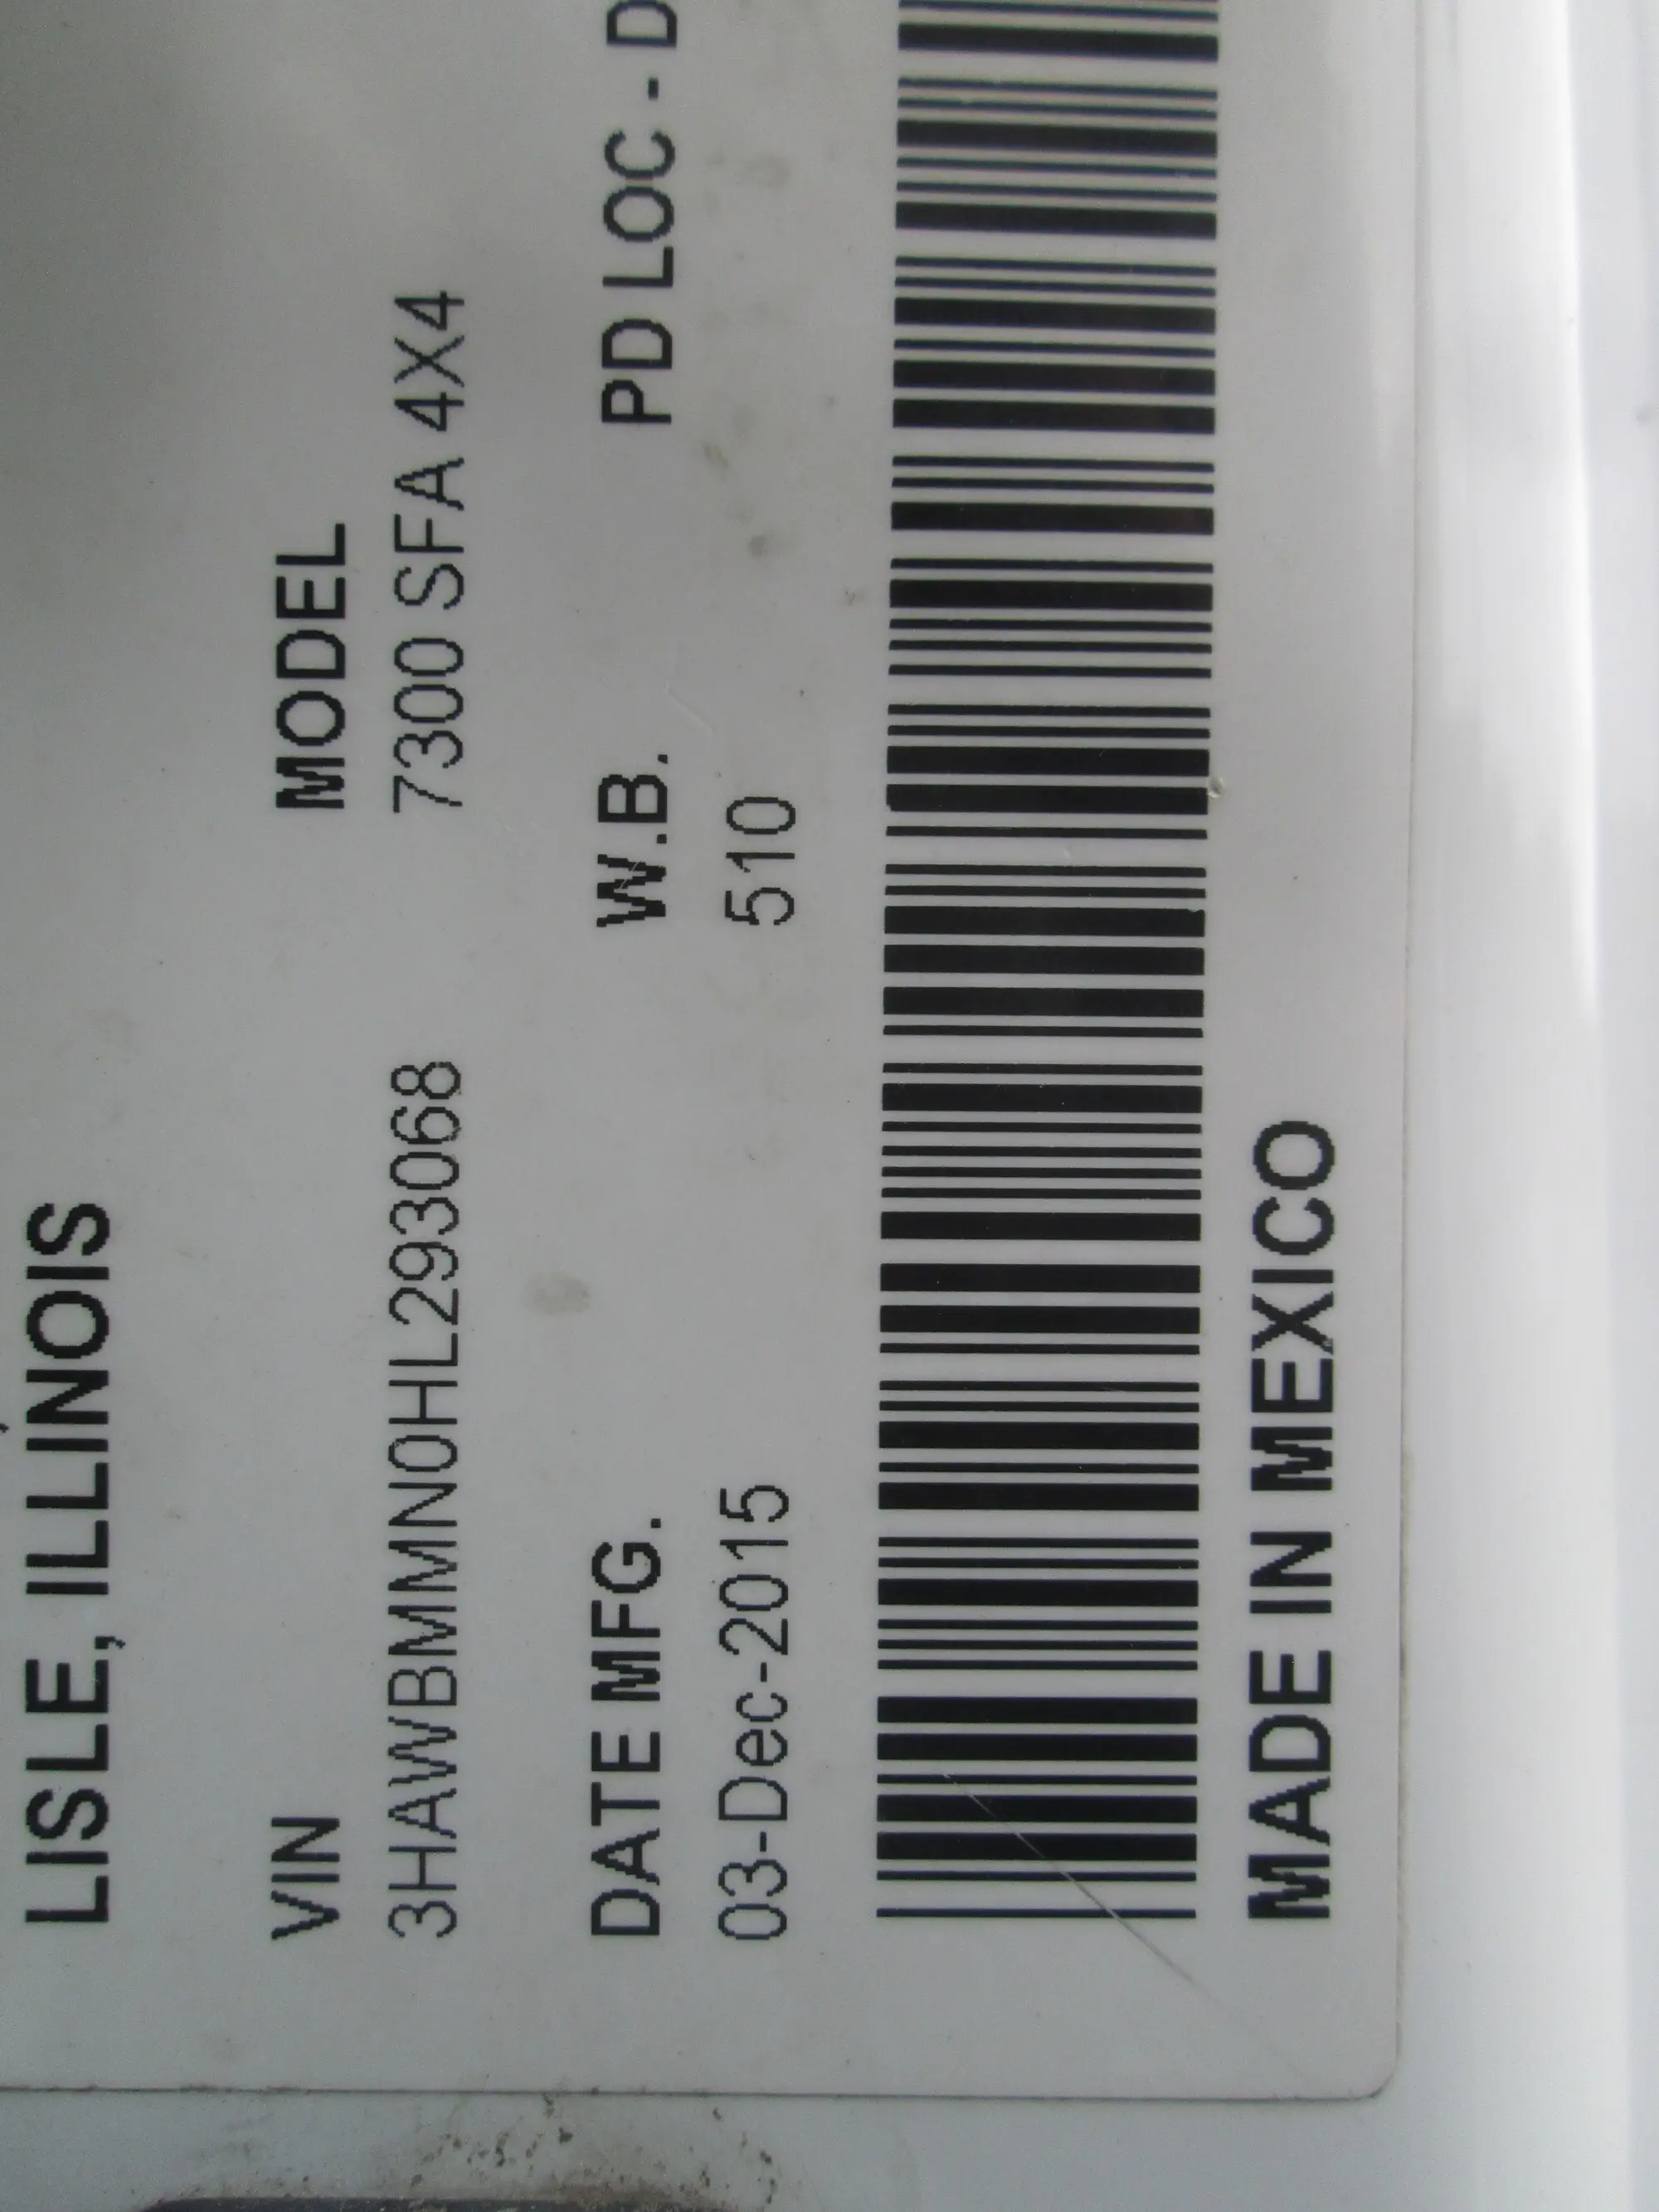 LISLE, ILLINOIS
VIN MODEL
3HAWBMMN0HL293068 7300 SFA 4X4
DATE MFG. W.B. PD LOC - D
03-Dec-2015 510
MADE IN MEXICO